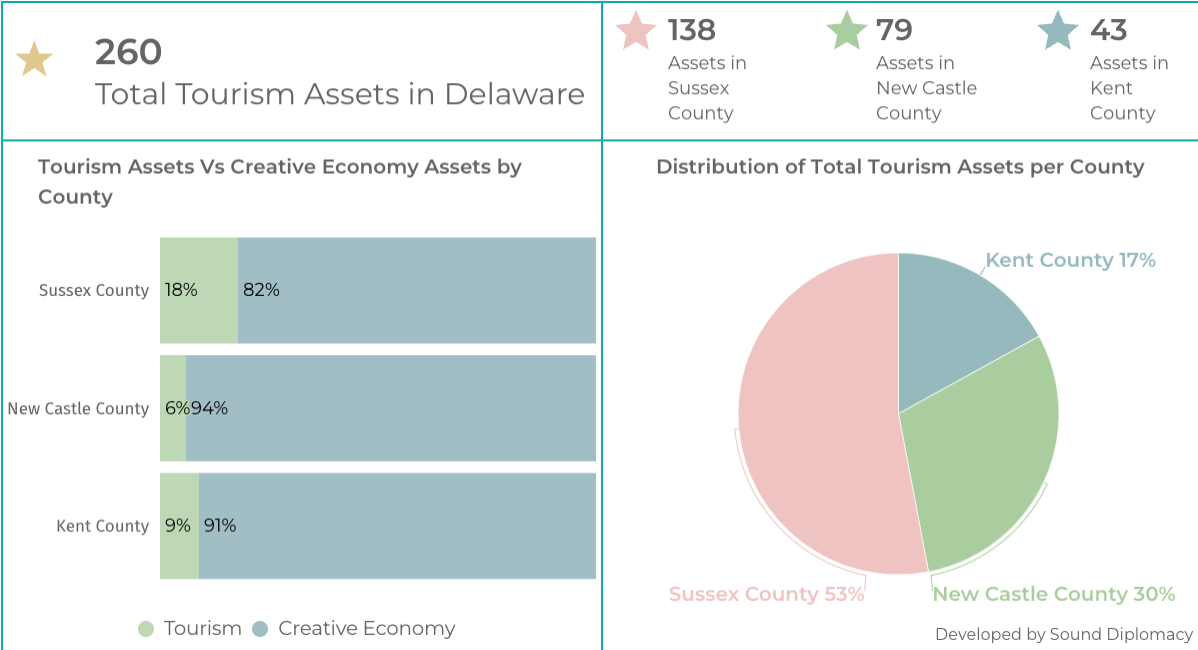 260
Total Tourism Assets in Delaware
138
Assets in
Sussex
County
79
Assets in
New Castle
County
43
Assets in
Kent
County
Tourism Assets Vs Creative Economy Assets by
County
Sussex County 18% 82%
New Castle County 6% 94%
Kent County 9% 91%
Tourism Creative Economy
Distribution of Total Tourism Assets per County
Kent County 17%
Sussex County 53%
New Castle County 30%
Developed by Sound Diplomacy